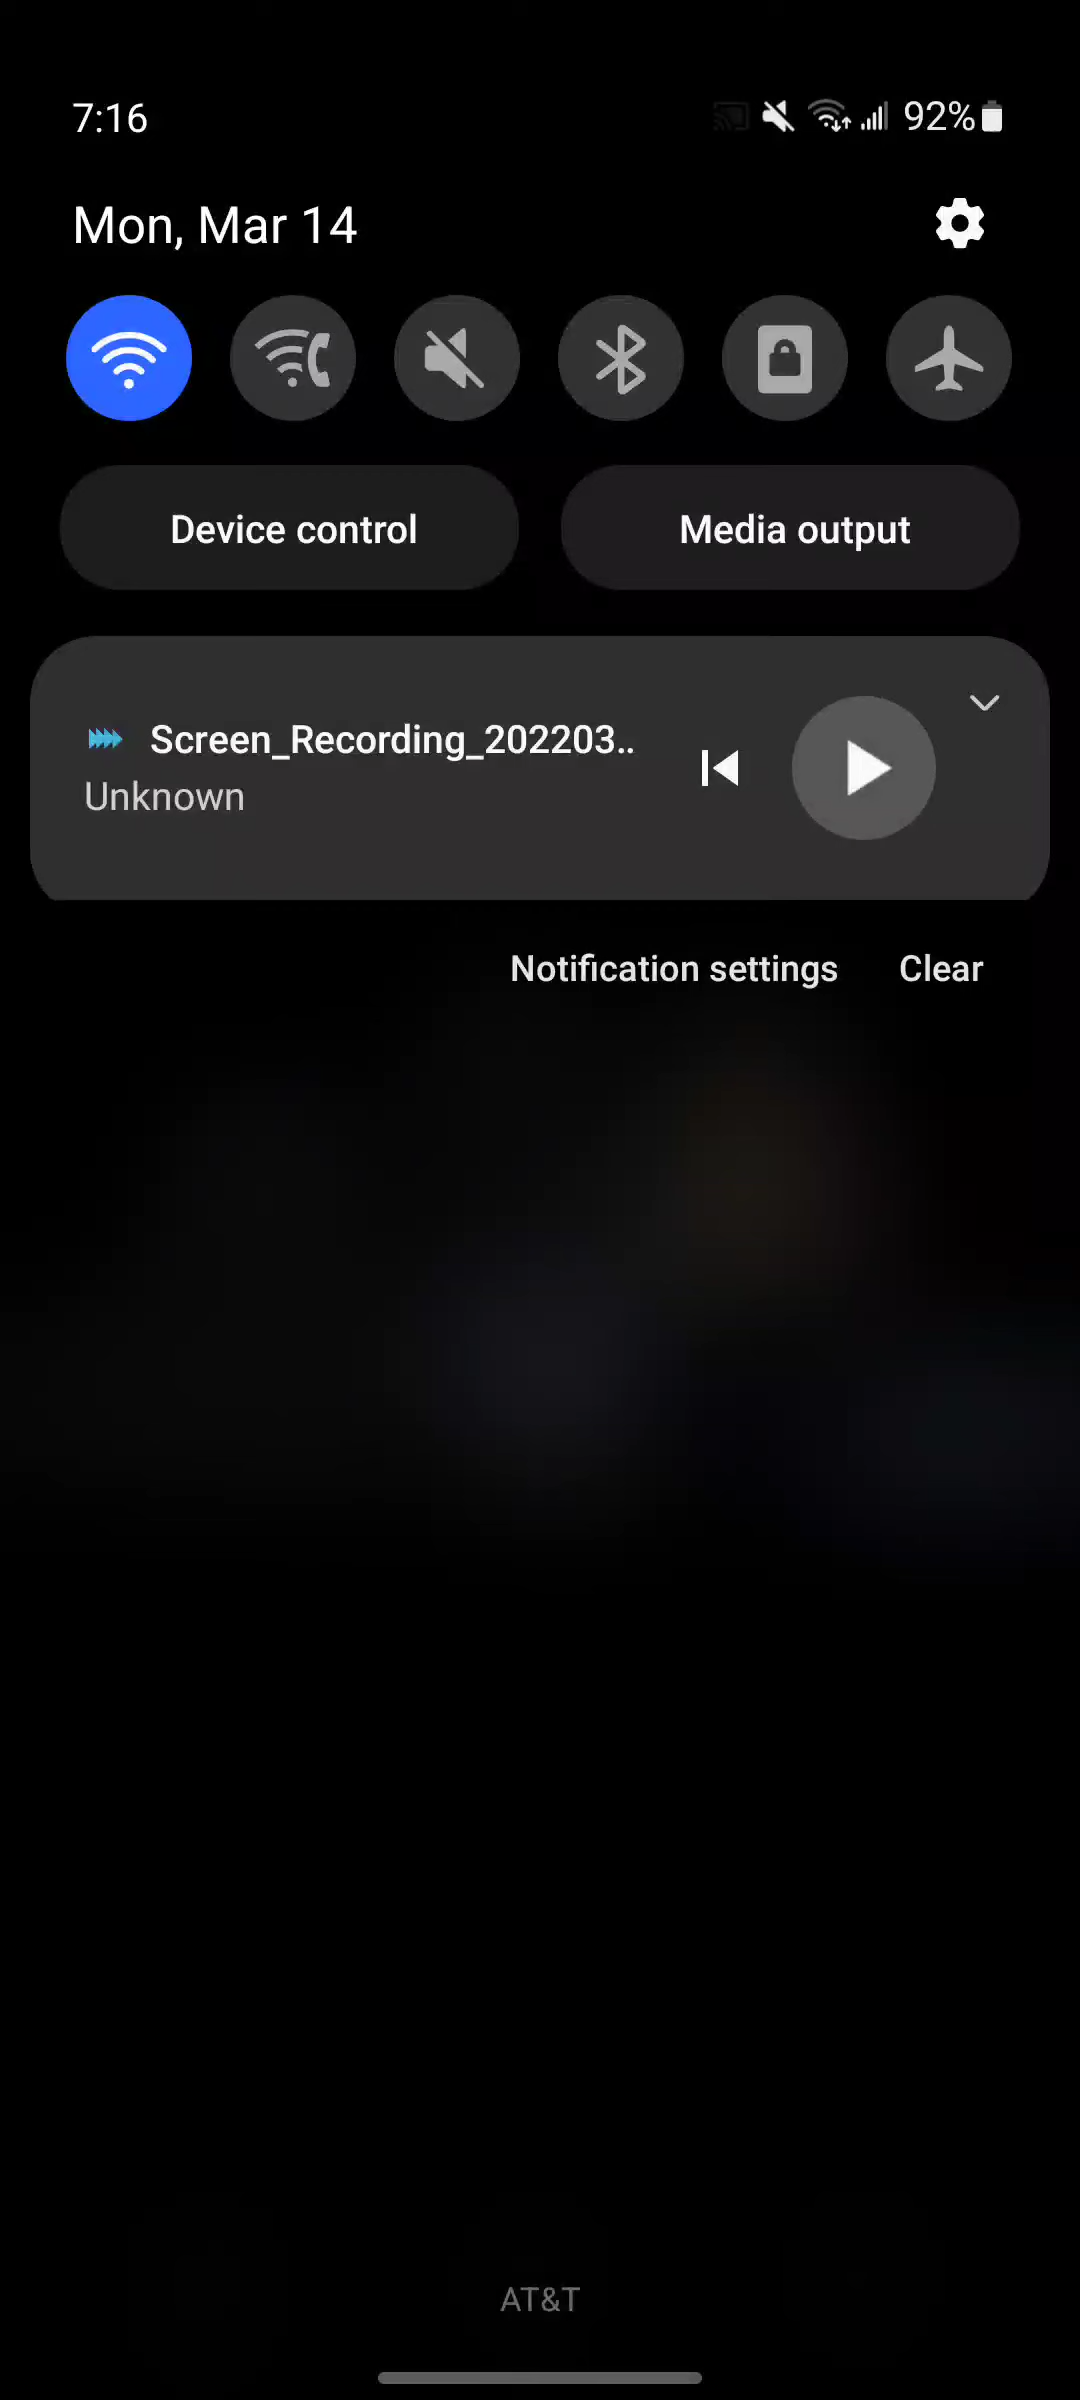 7:16 92%
Mon, Mar 14
Device control Media output
Screen_Recording_202203..
Unknown
Notification settings Clear
AT&T